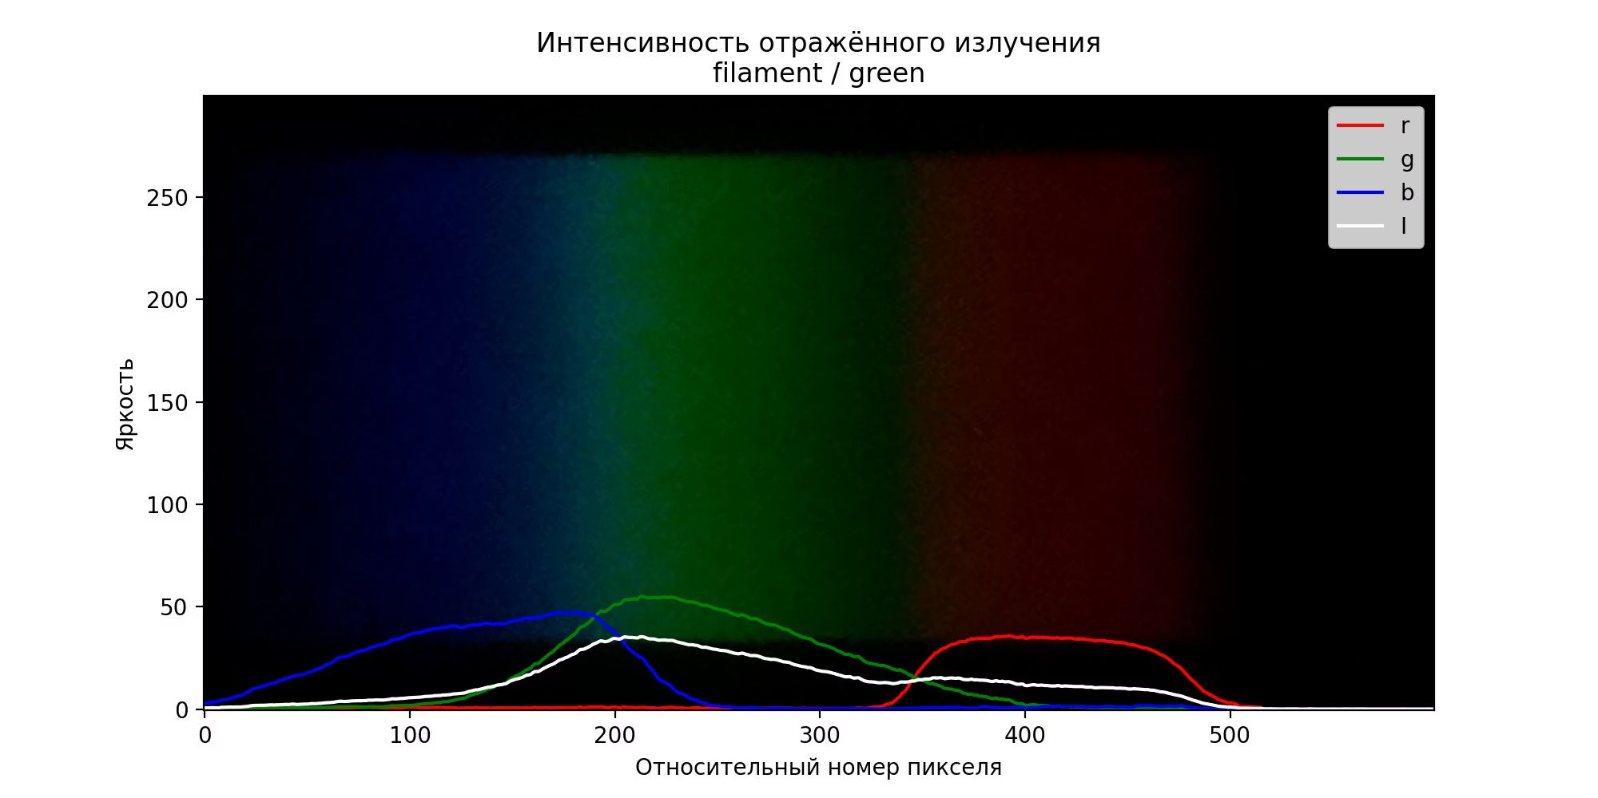 Интенсивность отражённого излучения
filament / green
r
g
b
l
250
200
150
100
50
0
Яркость
0 100 200 300 400 500
Относительный номер пикселя